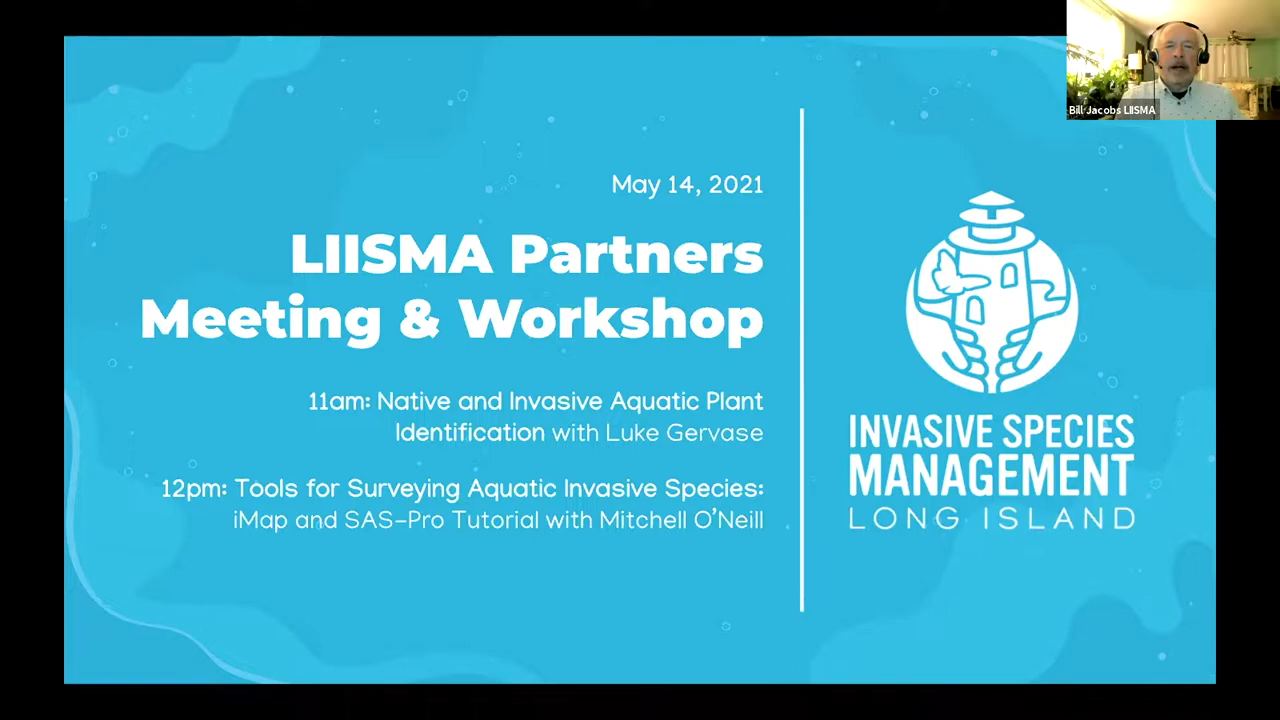 Bill Jacobs LIISMA
May 14, 2021
LIISMA Partners
Meeting & Workshop
11am: Native and Invasive Aquatic Plant
Identification with Luke Gervase
12pm: Tools for Surveying Aquatic Invasive Species:
iMap and SAS-Pro Tutorial with Mitchell O'Neill
INVASIVE SPECIES
MANAGEMENT
LONG ISLAND